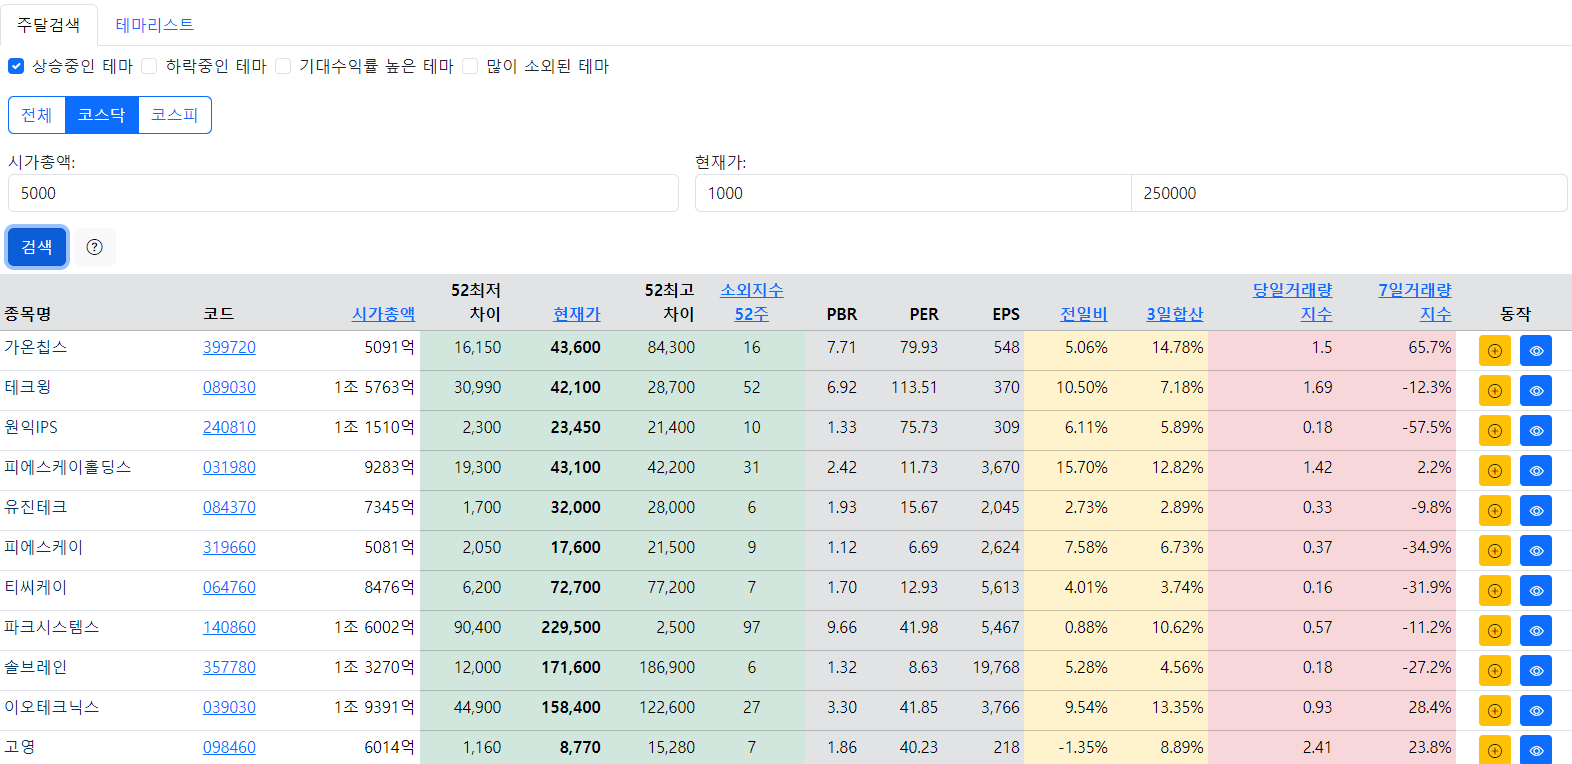 주달검색 테마리스트
상승중인 테마 하락중인 테마 기대수익률 높은 테마 많이 소외된 테마
전체 코스닥 코스피
시가총액: 현재가:
5000 1000 250000
검색
종목명 코드 시가총액 52최저 차이 현재가 52최고 차이 소외지수 52주 PBR PER EPS 전일비 3일합산 당일거래량 지수 7일거래량 지수 동작
가온칩스 399720 5091억 16,150 43,600 84,300 16 7.71 79.93 548 5.06% 14.78% 1.5 65.7%
테크윙 089030 1조 5763억 30,990 42,100 28,700 52 6.92 113.51 370 10.50% 7.18% 1.69 -12.3%
원익IPS 240810 1조 1510억 2,300 23,450 21,400 10 1.33 75.73 309 6.11% 5.89% 0.18 -57.5%
피에스케이홀딩스 031980 9283억 19,300 43,100 42,200 31 2.42 11.73 3,670 15.70% 12.82% 1.42 2.2%
유진테크 084370 7345억 1,700 32,000 28,000 6 1.93 15.67 2,045 2.73% 2.89% 0.33 -9.8%
피에스케이 319660 5081억 2,050 17,600 21,500 9 1.12 6.69 2,624 7.58% 6.73% 0.37 -34.9%
티씨케이 064760 8476억 6,200 72,700 77,200 7 1.70 12.93 5,613 4.01% 3.74% 0.16 -31.9%
파크시스템스 140860 1조 6002억 90,400 229,500 2,500 97 9.66 41.98 5,467 0.88% 10.62% 0.57 -11.2%
솔브레인 357780 1조 3270억 12,000 171,600 186,900 6 1.32 8.63 19,768 5.28% 4.56% 0.18 -27.2%
이오테크닉스 039030 1조 9391억 44,900 158,400 122,600 27 3.30 41.85 3,766 9.54% 13.35% 0.93 28.4%
고영 098460 6014억 1,160 8,770 15,280 7 1.86 40.23 218 -1.35% 8.89% 2.41 23.8%